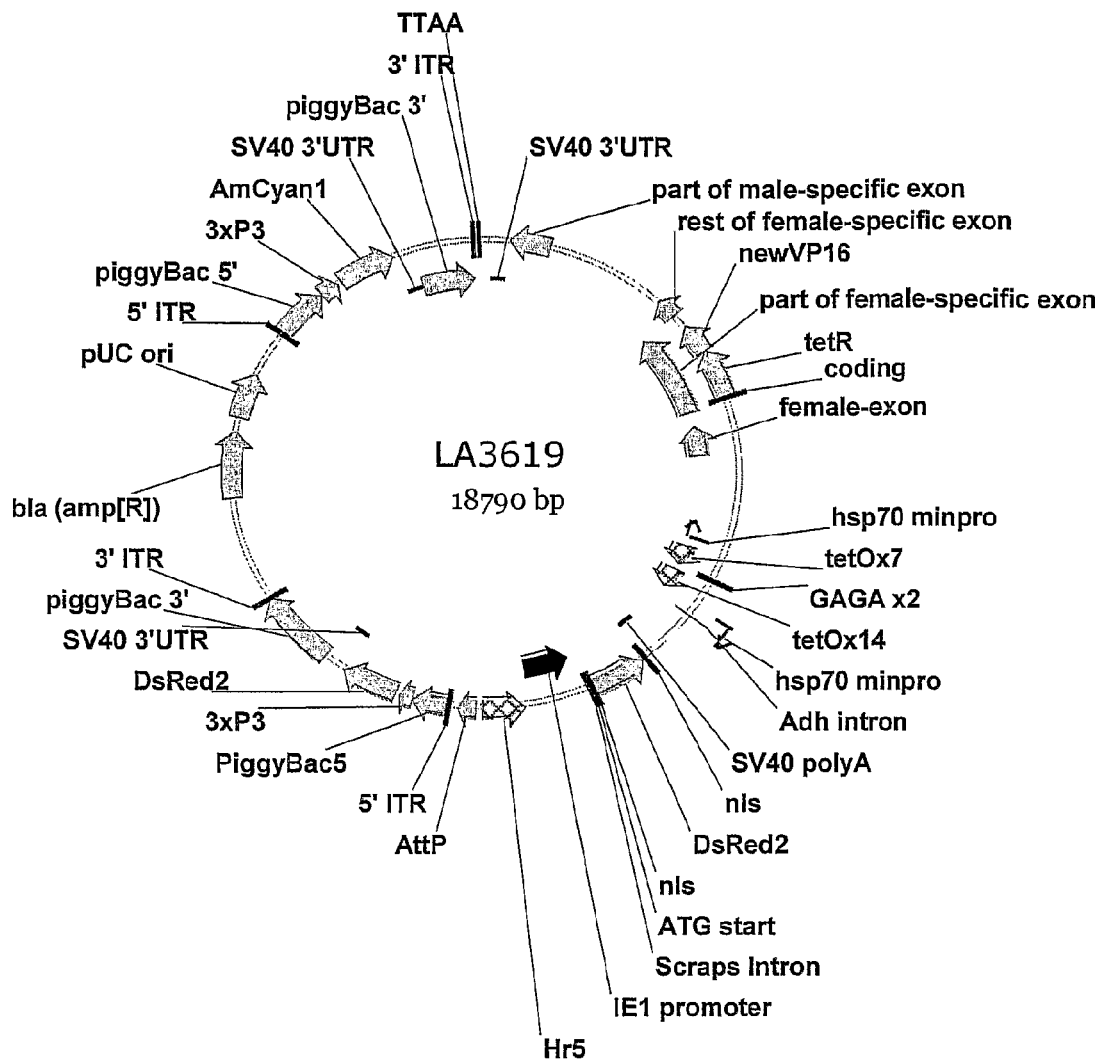 TTAA
3' ITR
piggyBac 3'
SV40 3'UTR
SV40 3'UTR
AmCyan1
part of male-specific exon
3xP3
rest of female-specific exon
piggyBac 5'
newVP16
5' ITR
part of female-specific exon
pUC ori
tetR
coding
female-exon
LA3619
18790 bp
bla (amp[R])
hsp70 minpro
3' ITR
tetOx7
piggyBac 3'
GAGA x2
SV40 3'UTR
tetOx14
DsRed2
hsp70 minpro
3xP3
Adh intron
PiggyBac5
SV40 polyA
5' ITR
nls
AttP
DsRed2
nls
ATG start
Scraps Intron
IE1 promoter
Hr5